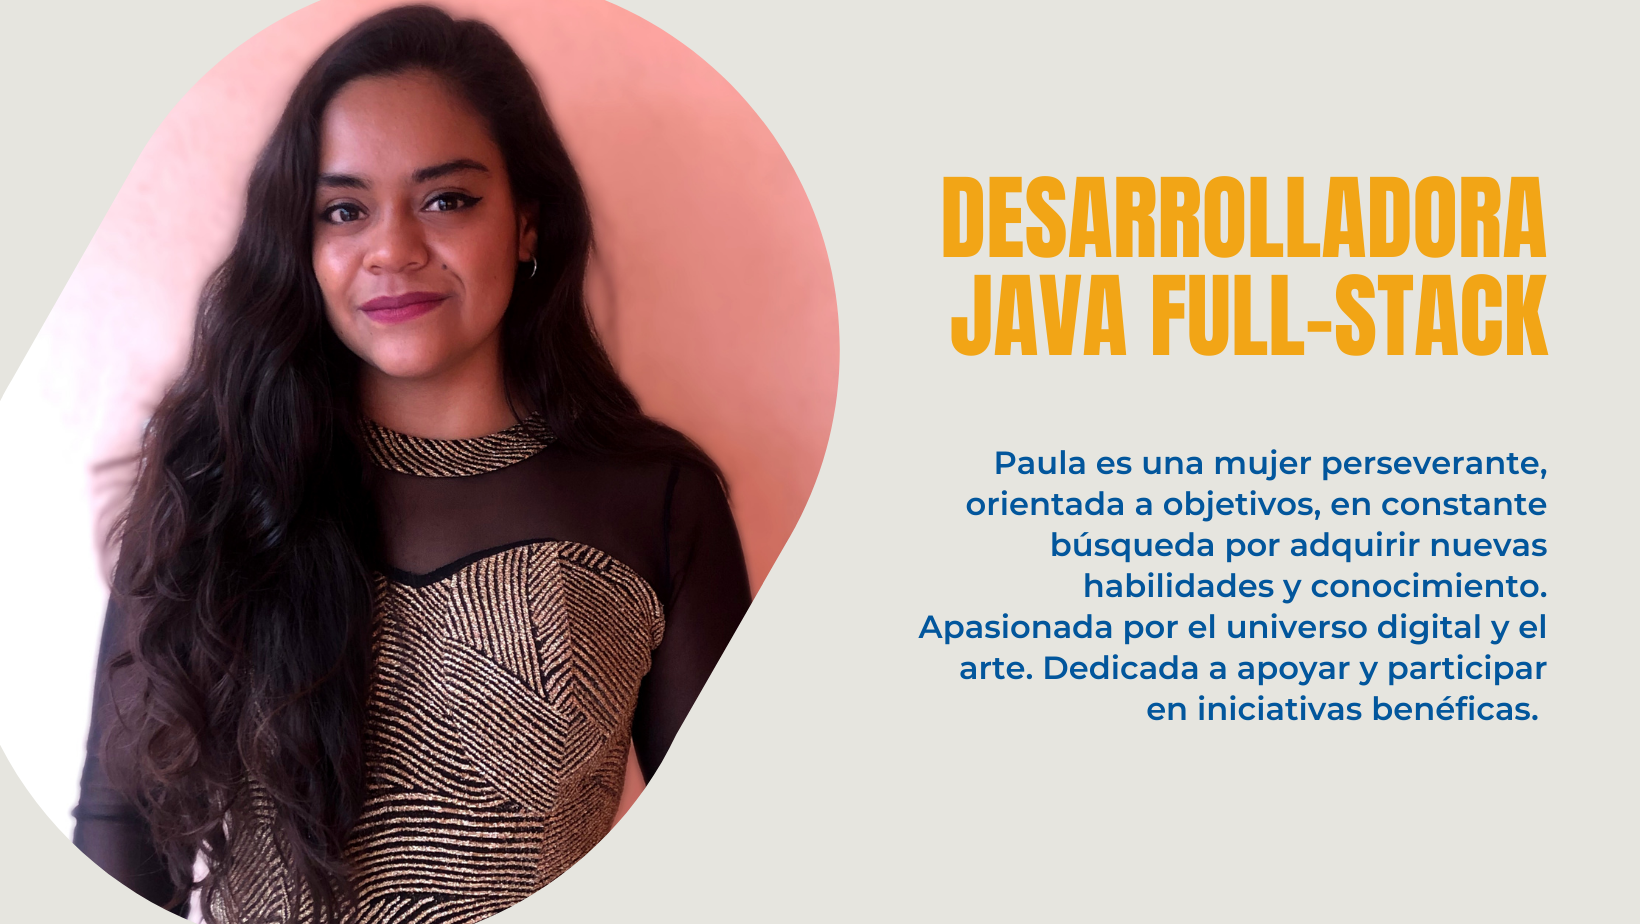 DESARROLLADORA
JAVA FULL-STACK
Paula es una mujer perseverante,
orientada a objetivos, en constante
búsqueda por adquirir nuevas
habilidades y conocimiento.
Apasionada por el universo digital y el
arte. Dedicada a apoyar y participar
en iniciativas benéficas.